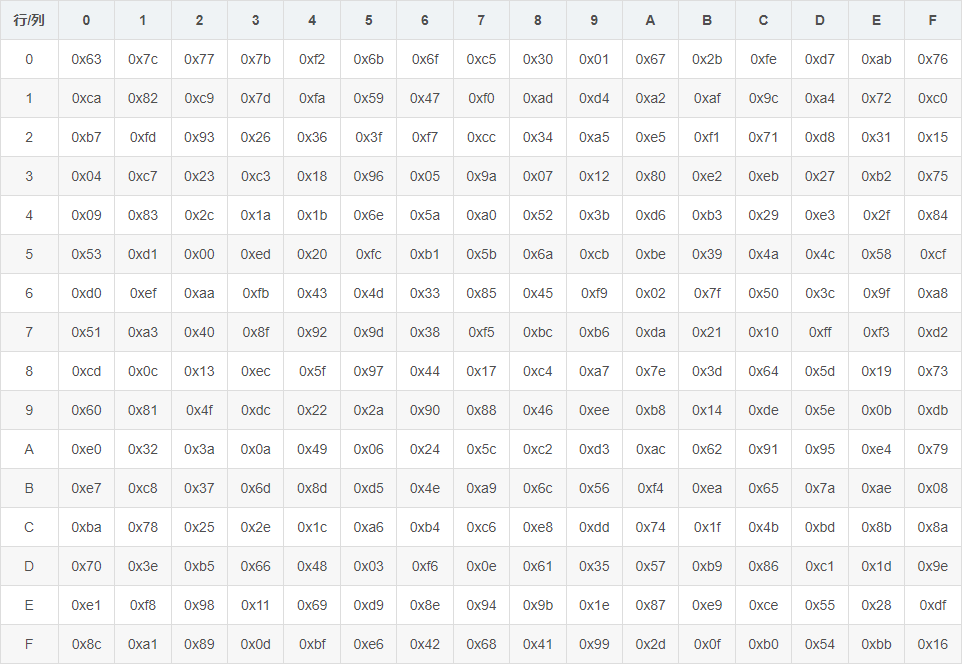 行/列 0 1 2 3 4 5 6 7 8 9 A B C D E F
0 0x63 0x7c 0x77 0x7b 0xf2 0x6b 0x6f 0xc5 0x30 0x01 0x67 0x2b 0xfe 0xd7 0xab 0x76
1 0xca 0x82 0xc9 0x7d 0xfa 0x59 0x47 0xf0 0xad 0xd4 0xa2 0xaf 0x9c 0xa4 0x72 0xc0
2 0xb7 0xfd 0x93 0x26 0x36 0x3f 0xf7 0xcc 0x34 0xa5 0xe5 0xf1 0x71 0xd8 0x31 0x15
3 0x04 0xc7 0x23 0xc3 0x18 0x96 0x05 0x9a 0x07 0x12 0x80 0xe2 0xeb 0x27 0xb2 0x75
4 0x09 0x83 0x2c 0x1a 0x1b 0x6e 0x5a 0xa0 0x52 0x3b 0xd6 0xb3 0x29 0xe3 0x2f 0x84
5 0x53 0xd1 0x00 0xed 0x20 0xfc 0xb1 0x5b 0x6a 0xcb 0xbe 0x39 0x4a 0x4c 0x58 0xcf
6 0xd0 0xef 0xaa 0xfb 0x43 0x4d 0x33 0x85 0x45 0xf9 0x02 0x7f 0x50 0x3c 0x9f 0xa8
7 0x51 0xa3 0x40 0x8f 0x92 0x9d 0x38 0xf5 0xbc 0xb6 0xda 0x21 0x10 0xff 0xf3 0xd2
8 0xcd 0x0c 0x13 0xec 0x5f 0x97 0x44 0x17 0xc4 0xa7 0x7e 0x3d 0x64 0x5d 0x19 0x73
9 0x60 0x81 0x4f 0xdc 0x22 0x2a 0x90 0x88 0x46 0xee 0xb8 0x14 0xde 0x5e 0x0b 0xdb
A 0xe0 0x32 0x3a 0x0a 0x49 0x06 0x24 0x5c 0xc2 0xd3 0xac 0x62 0x91 0x95 0xe4 0x79
B 0xe7 0xc8 0x37 0x6d 0x8d 0xd5 0x4e 0xa9 0x6c 0x56 0xf4 0xea 0x65 0x7a 0xae 0x08
C 0xba 0x78 0x25 0x2e 0x1c 0xa6 0xb4 0xc6 0xe8 0xdd 0x74 0x1f 0x4b 0xbd 0x8b 0x8a
D 0x70 0x3e 0xb5 0x66 0x48 0x03 0xf6 0x0e 0x61 0x35 0x57 0xb9 0x86 0xc1 0x1d 0x9e
E 0xe1 0xf8 0x98 0x11 0x69 0xd9 0x8e 0x94 0x9b 0x1e 0x87 0xe9 0xce 0x55 0x28 0xdf
F 0x8c 0xa1 0x89 0x0d 0xbf 0xe6 0x42 0x68 0x41 0x99 0x2d 0x0f 0xb0 0x54 0xbb 0x16